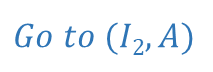 Go to (I₂, A)